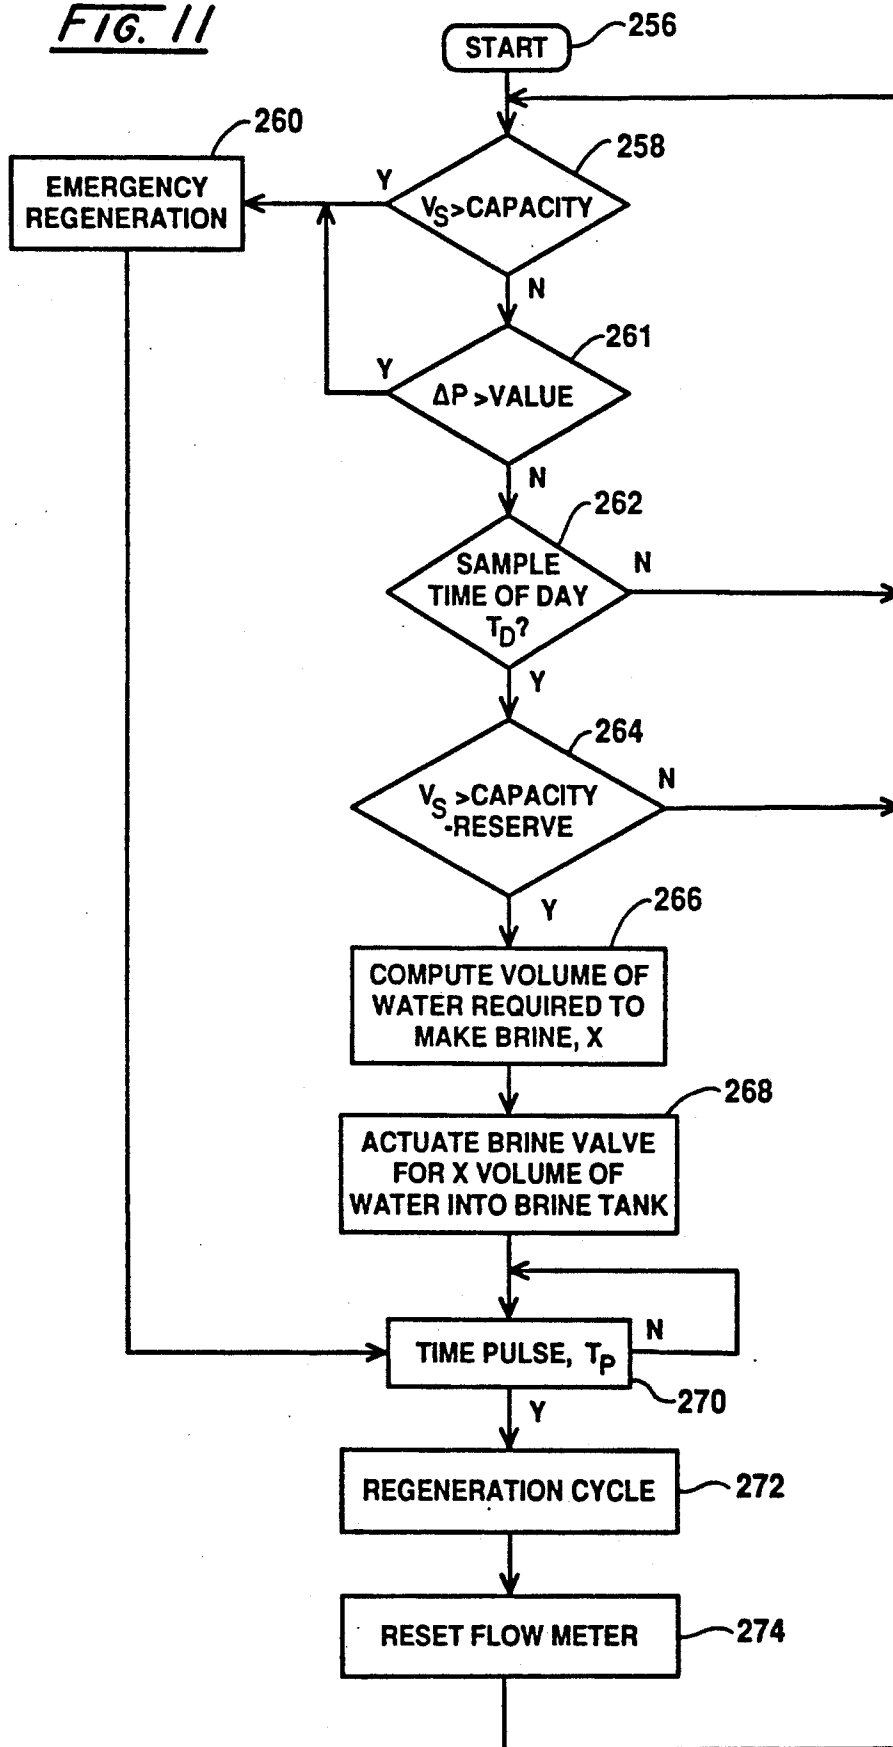 FIG. 11
START
256
260
258
EMERGENCY
REGENERATION
Y
VS>CAPACITY
N
261
Y
ΔP>VALUE
N
262
SAMPLE
TIME OF DAY
TD?
N
Y
264
VS>CAPACITY
-RESERVE
N
Y
266
COMPUTE VOLUME OF
WATER REQUIRED TO
MAKE BRINE, X
268
ACTUATE BRINE VALVE
FOR X VOLUME OF
WATER INTO BRINE TANK
TIME PULSE, TP
N
270
Y
REGENERATION CYCLE
272
RESET FLOW METER
274